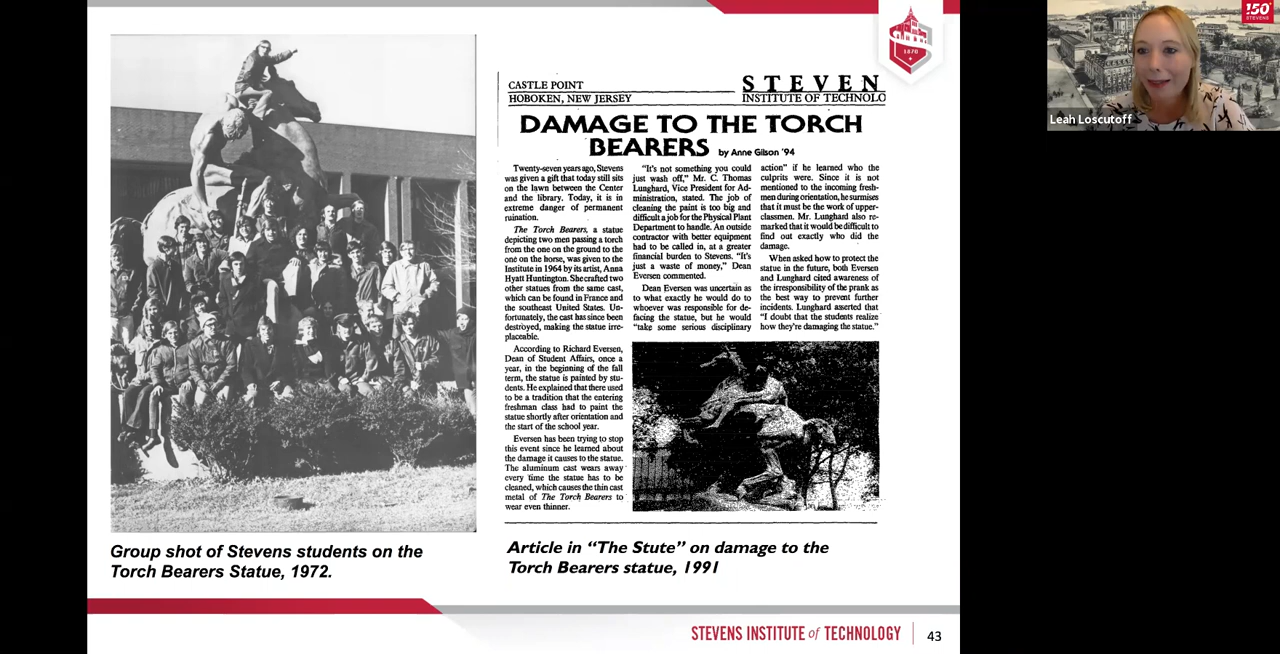 1870
150
STEVENS
Leah Loscutoff
CASTLE POINT
HOBOKEN, NEW JERSEY
STEVEN
INSTITUTE OF TECHNOLO
DAMAGE TO THE TORCH
BEARERS by Anne Gilson '94
Twenty-seven years ago, Stevens
was given a gift that today still sits
on the lawn between the Center
and the library. Today, it is in
extreme danger of permanent
ruination.
The Torch Bearers, a statue
depicting two men passing a torch
from the one on the ground to the
one on the horse, was given to the
Institute in 1964 by its artist, Anna
Hyatt Huntington. She crafted two
other statues from the same cast,
which can be found in France and
the southeast United States. Un-
fortunately, the cast has since been
destroyed, making the statue irre-
placeable.
According to Richard Eversen,
Dean of Student Affairs, once a
year, in the beginning of the fall
term, the statue is painted by stu-
dents. He explained that there used
to be a tradition that the entering
freshman class had to paint the
statue shortly after orientation and
the start of the school year.
Eversen has been trying to stop
this event since he learned about
the damage it causes to the statue.
The aluminum cast wears away
every time the statue has to be
cleaned, which causes the thin cast
metal of The Torch Bearers to
wear even thinner.
"It's not something you could
just wash off," Mr. C. Thomas
Lunghard, Vice President for Ad-
ministration, stated. The job of
cleaning the paint is too big and
difficult a job for the Physical Plant
Department to handle. An outside
contractor with better equipment
had to be called in, at a greater
financial burden to Stevens. "It's
just a waste of money," Dean
Eversen commented.
Dean Eversen was uncertain as
to what exactly he would do to
whoever was responsible for de-
facing the statue, but he would
"take some serious disciplinary
action" if he learned who the
culprits were. Since it is not
mentioned to the incoming fresh-
men during orientation, he surmises
that it must be the work of upper-
classmen. Mr. Lunghard also re-
marked that it would be difficult to
find out exactly who did the
damage.
When asked how to protect the
statue in the future, both Eversen
and Lunghard cited awareness of
the irresponsibility of the prank as
the best way to prevent further
incidents. Lunghard asserted that
"I doubt that the students realize
how they're damaging the statue."
Group shot of Stevens students on the
Torch Bearers Statue, 1972.
Article in "The Stute" on damage to the
Torch Bearers statue, 1991
STEVENS INSTITUTE of TECHNOLOGY
43